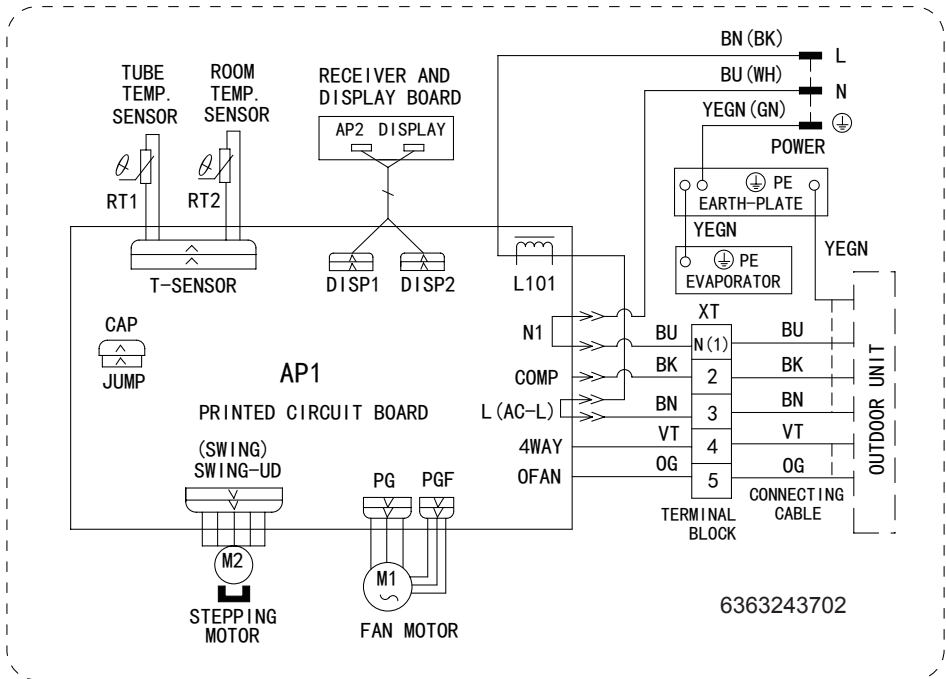 BN(BK)
L
BU(WH)
N
YEGN(GN)
POWER
TUBE
TEMP.
SENSOR
ROOM
TEMP.
SENSOR
RECEIVER AND
DISPLAY BOARD
AP2 DISPLAY
θ
RT1
θ
RT2
PE
EARTH-PLATE
YEGN
YEGN
PE
EVAPORATOR
T-SENSOR
DISP1
DISP2
L101
CAP
JUMP
AP1
PRINTED CIRCUIT BOARD
N1
COMP
L(AC-L)
4WAY
OFAN
XT
BU
N(1)
BU
BK
2
BK
BN
3
BN
VT
4
VT
OG
5
OG
TERMINAL
BLOCK
CONNECTING
CABLE
OUTDOOR UNIT
(SWING)
SWING-UD
PG
PGF
M2
STEPPING
MOTOR
M1
FAN MOTOR
6363243702